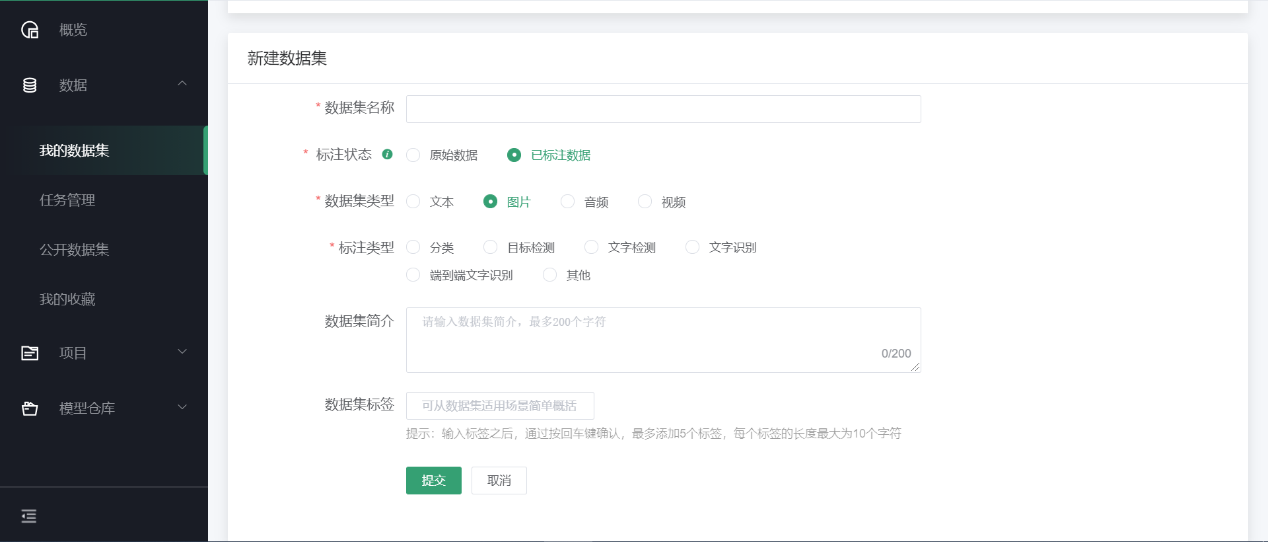 概览
数据
我的数据集
任务管理
公开数据集
我的收藏
项目
模型仓库
新建数据集
* 数据集名称
* 标注状态 原始数据 已标注数据
* 数据集类型 文本 图片 音频 视频
* 标注类型 分类 目标检测 文字检测 文字识别
端到端文字识别 其他
数据集简介 请输入数据集简介，最多200个字符
0/200
数据集标签 可从数据集适用场景简单概括
提示：输入标签之后，通过按回车键确认，最多添加5个标签，每个标签的长度最大为10个字符
提交 取消